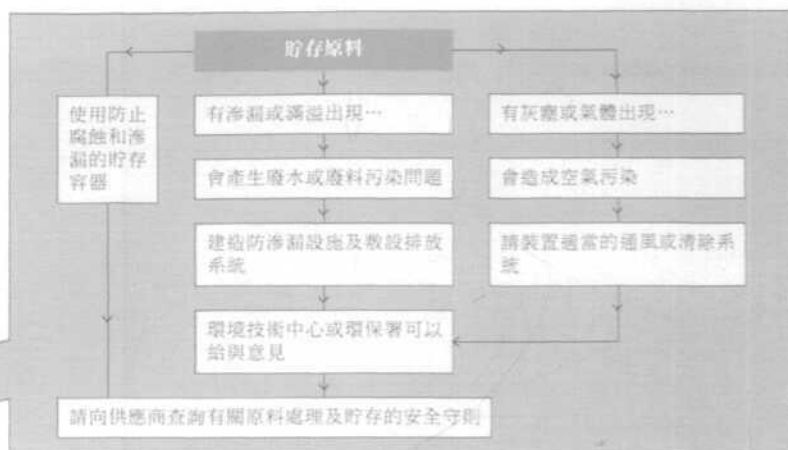 貯存原料
使用防止
腐蝕和滲
漏的貯存
容器
有滲漏或滿溢出現…
會產生廢水或廢料污染問題
建造防滲漏設施及敷設排放
系統
環境技術中心或環保署可以
給與意見
有灰塵或氣體出現…
會造成空氣污染
請裝置適當的通風或清除系
統
請向供應商查詢有關原料處理及貯存的安全守則